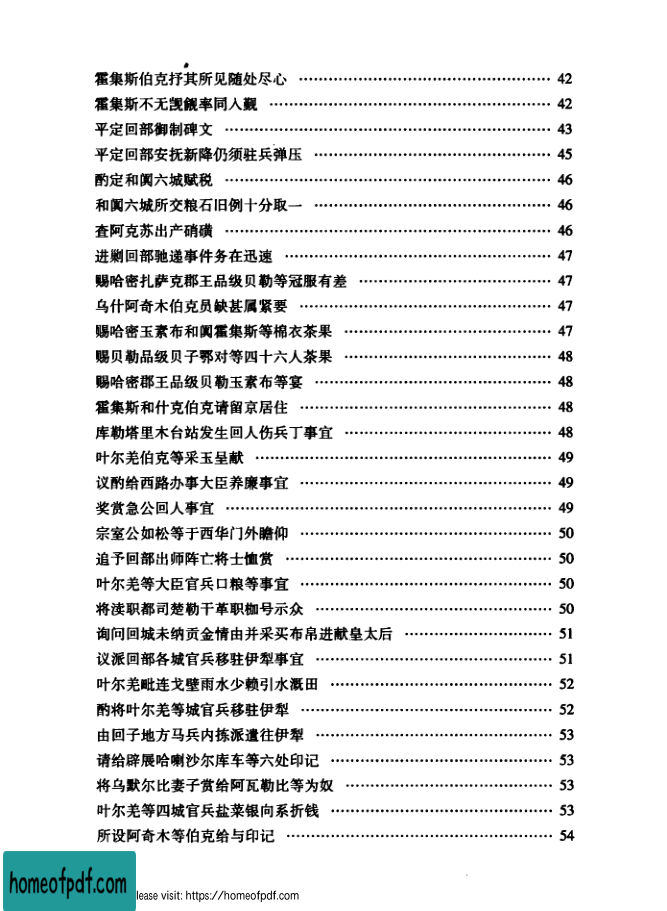 霍集斯伯克抒其所见随处尽心 …… 42
霍集斯不无觊觎率同入觐 …… 42
平定回部御制碑文 …… 43
平定回部安抚新降仍须驻兵弹压 …… 45
酌定和阗六城赋税 …… 46
和阗六城所交粮石旧例十分取一 …… 46
查阿克苏出产硝磺 …… 46
进剿回部驰递事件务在迅速 …… 47
赐哈密扎萨克郡王品级贝勒等冠服有差 …… 47
乌什阿奇木伯克员缺甚属紧要 …… 47
赐哈密玉素布和阗霍集斯等棉衣茶果 …… 47
赐贝勒品级贝子鄂对等四十六人茶果 …… 48
赐哈密郡王品级贝勒玉素布等宴 …… 48
霍集斯和什克伯克请留京居住 …… 48
库勒塔里木台站发生回人伤兵丁事宜 …… 48
叶尔羌伯克等采玉呈献 …… 49
议酌给西路办事大臣养廉事宜 …… 49
奖赏急公回人事宜 …… 49
宗室公如松等于西华门外瞻仰 …… 50
追予回部出师阵亡将士恤赏 …… 50
叶尔羌等大臣官兵口粮等事宜 …… 50
将渎职都司楚勒干革职枷号示众 …… 50
询问回城未纳贡金情由并采买布帛进献皇太后 …… 51
议派回部各城官兵移驻伊犁事宜 …… 51
叶尔羌毗连戈壁雨水少赖引水溉田 …… 52
酌将叶尔羌等城官兵移驻伊犁 …… 52
由回子地方马兵内拣派遣往伊犁 …… 53
请给辟展哈喇沙尔库车等六处印记 …… 53
将乌默尔比妻子赏给阿瓦勒比等为奴 …… 53
叶尔羌等四城官兵盐菜银向系折钱 …… 53
所设阿奇木等伯克给与印记 …… 54
homeofpdf.com
lease visit: https://homeofpdf.com